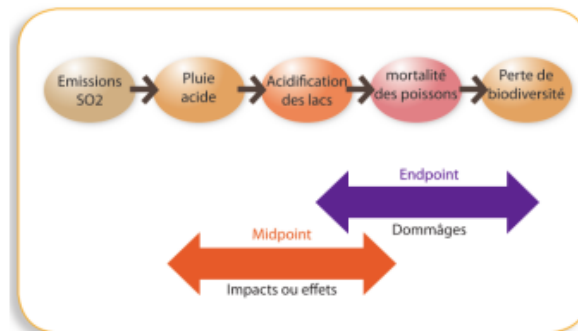 Emissions
SO2
Pluie
acide
Acidification
des lacs
mortalité
des poissons
Perte de
biodiversité
Endpoint
Dommâges
Midpoint
Impacts ou effets